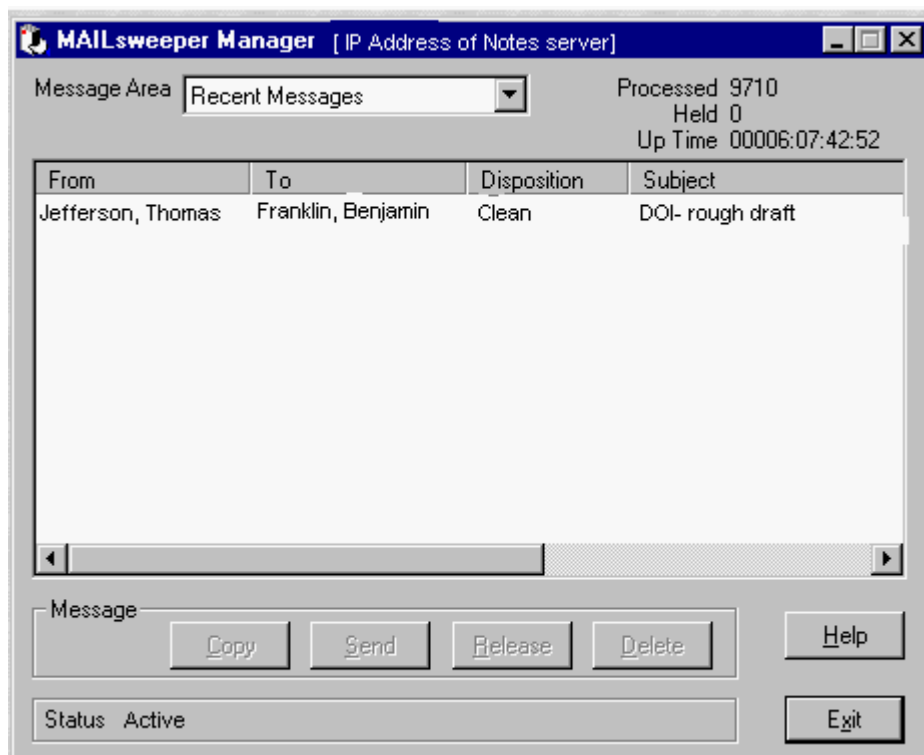 MAILsweeper Manager [ IP Address of Notes server]
Message Area Recent Messages
Processed 9710
Held 0
Up Time 00006:07:42:52
From To Disposition Subject
Jefferson, Thomas Franklin, Benjamin Clean DOI- rough draft
Message
Copy Send Release Delete
Help
Status Active
Exit